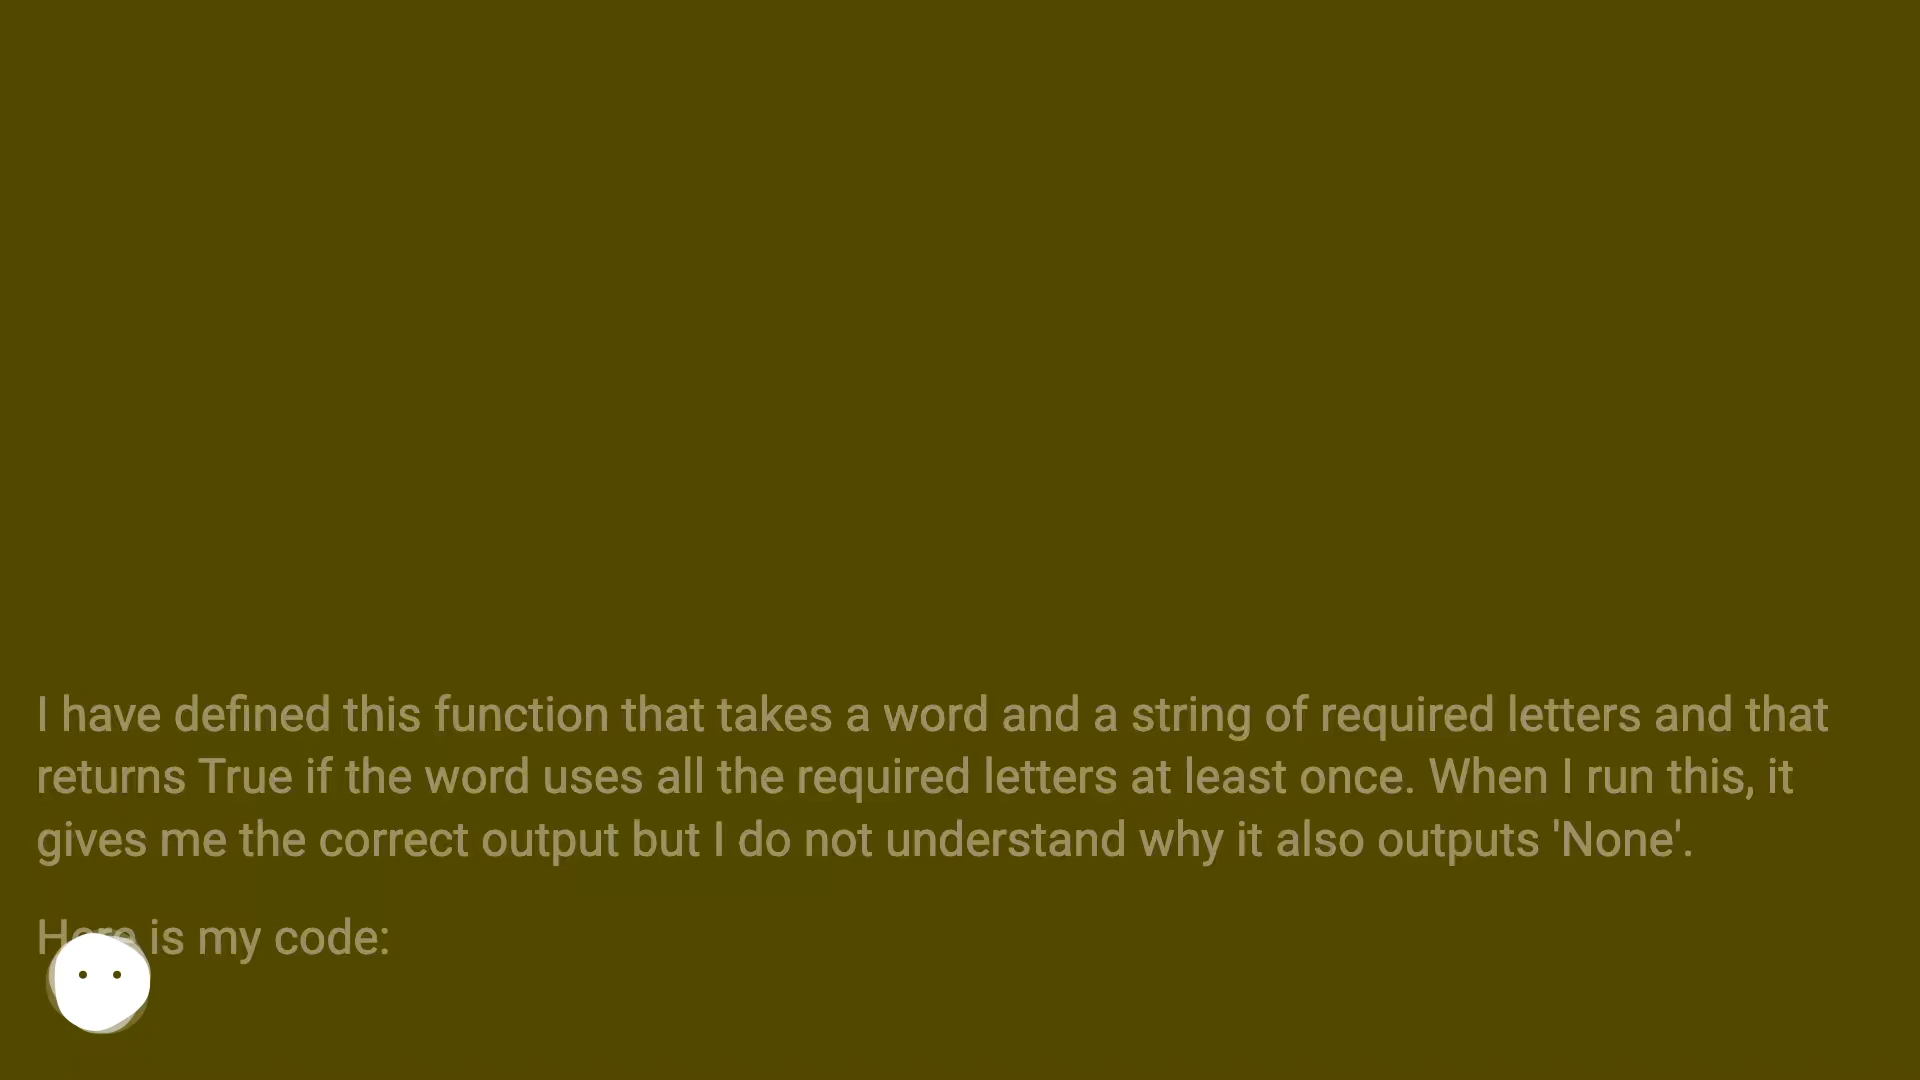 I have defined this function that takes a word and a string of required letters and that
returns True if the word uses all the required letters at least once. When I run this, it
gives me the correct output but I do not understand why it also outputs 'None'.
Here is my code: